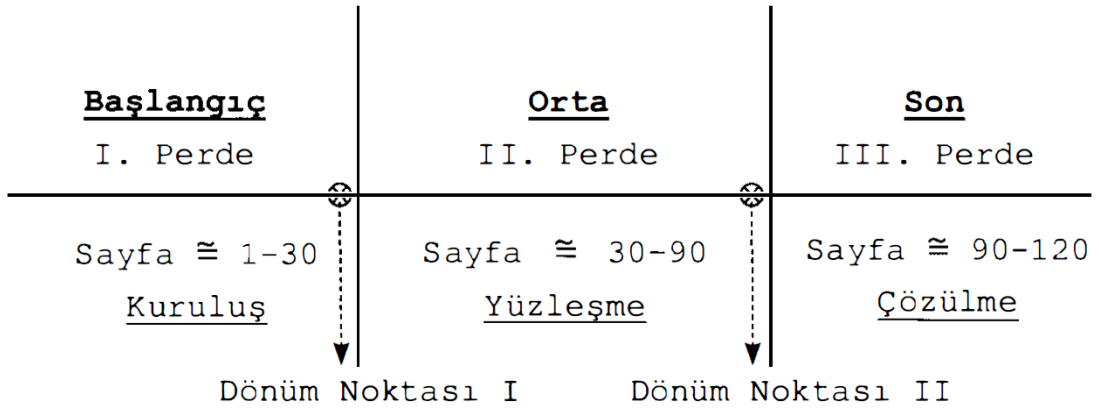 Başlangıç
I. Perde
Orta
II. Perde
Son
III. Perde
Sayfa ≅ 1-30
Kuruluş
Sayfa ≅ 30-90
Yüzleşme
Sayfa ≅ 90-120
Çözülme
Dönüm Noktası I
Dönüm Noktası II